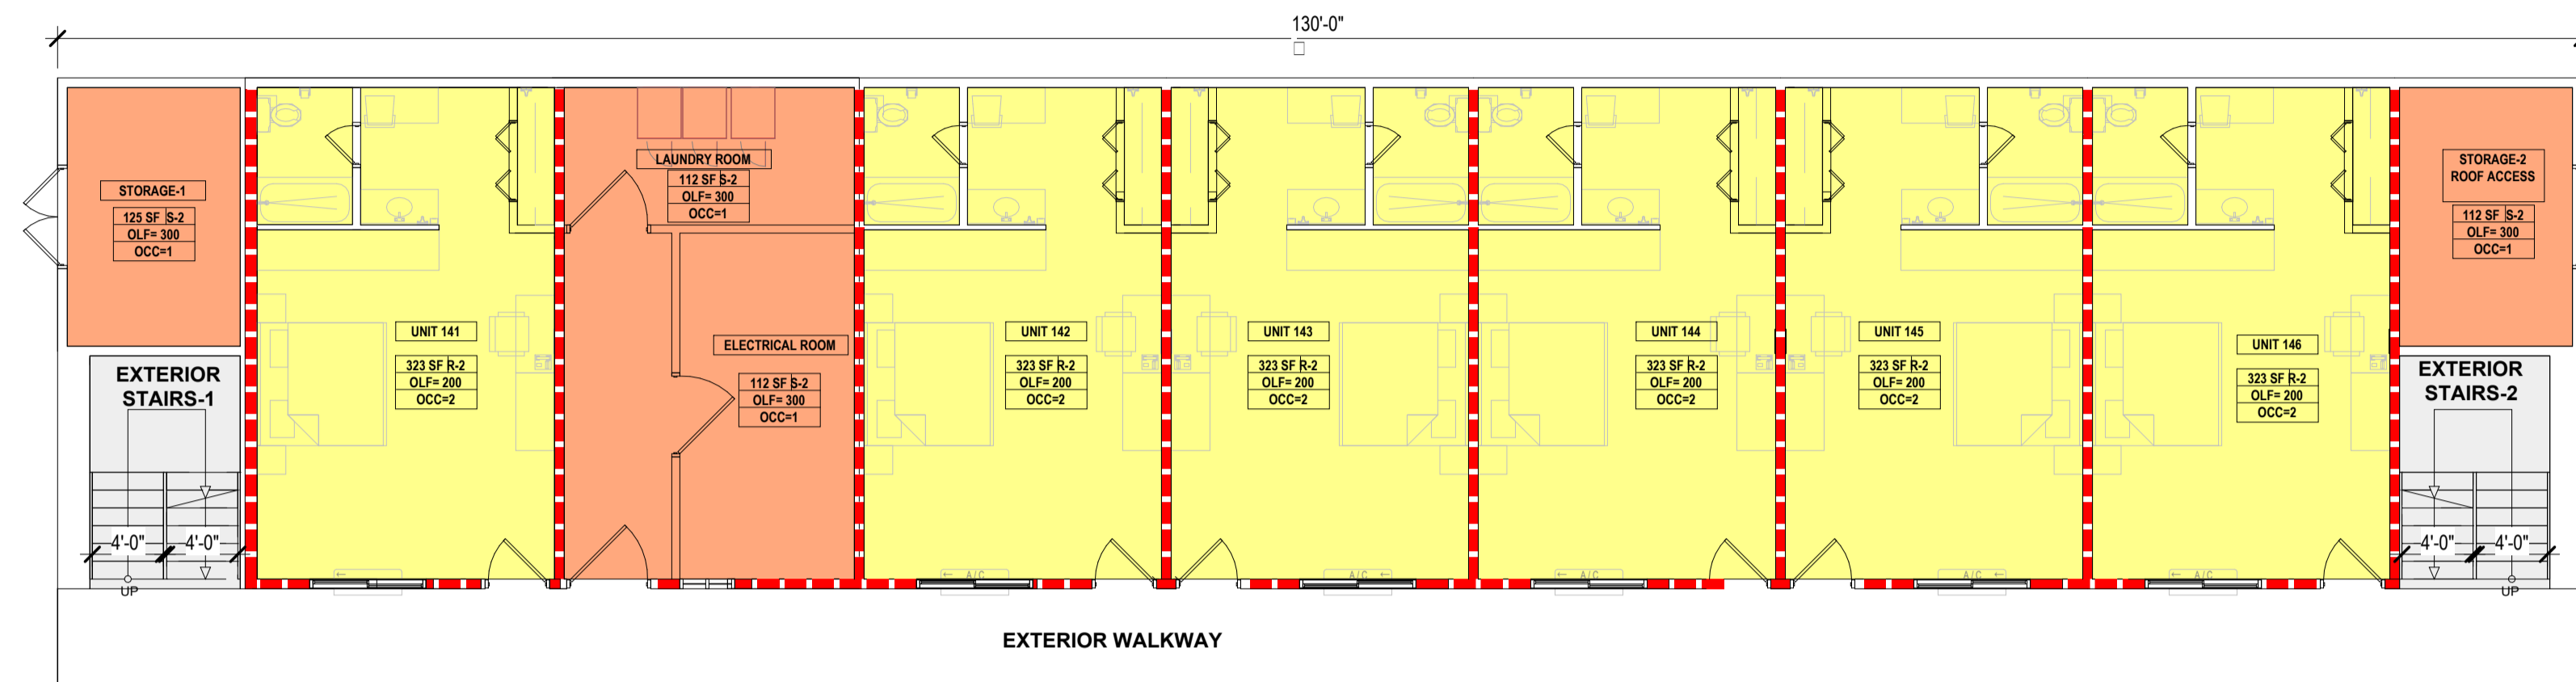 130'-0"
STORAGE-1
125 SF S-2
OLF= 300
OCC=1
EXTERIOR
STAIRS-1
4'-0" 4'-0"
UP
UNIT 141
323 SF R-2
OLF= 200
OCC=2
LAUNDRY ROOM
112 SF S-2
OLF= 300
OCC=1
ELECTRICAL ROOM
112 SF S-2
OLF= 300
OCC=1
UNIT 142
323 SF R-2
OLF= 200
OCC=2
A/C
UNIT 143
323 SF R-2
OLF= 200
OCC=2
A/C
UNIT 144
323 SF R-2
OLF= 200
OCC=2
A/C
UNIT 145
323 SF R-2
OLF= 200
OCC=2
A/C
UNIT 146
323 SF R-2
OLF= 200
OCC=2
A/C
STORAGE-2
ROOF ACCESS
112 SF S-2
OLF= 300
OCC=1
EXTERIOR
STAIRS-2
4'-0" 4'-0"
UP
EXTERIOR WALKWAY